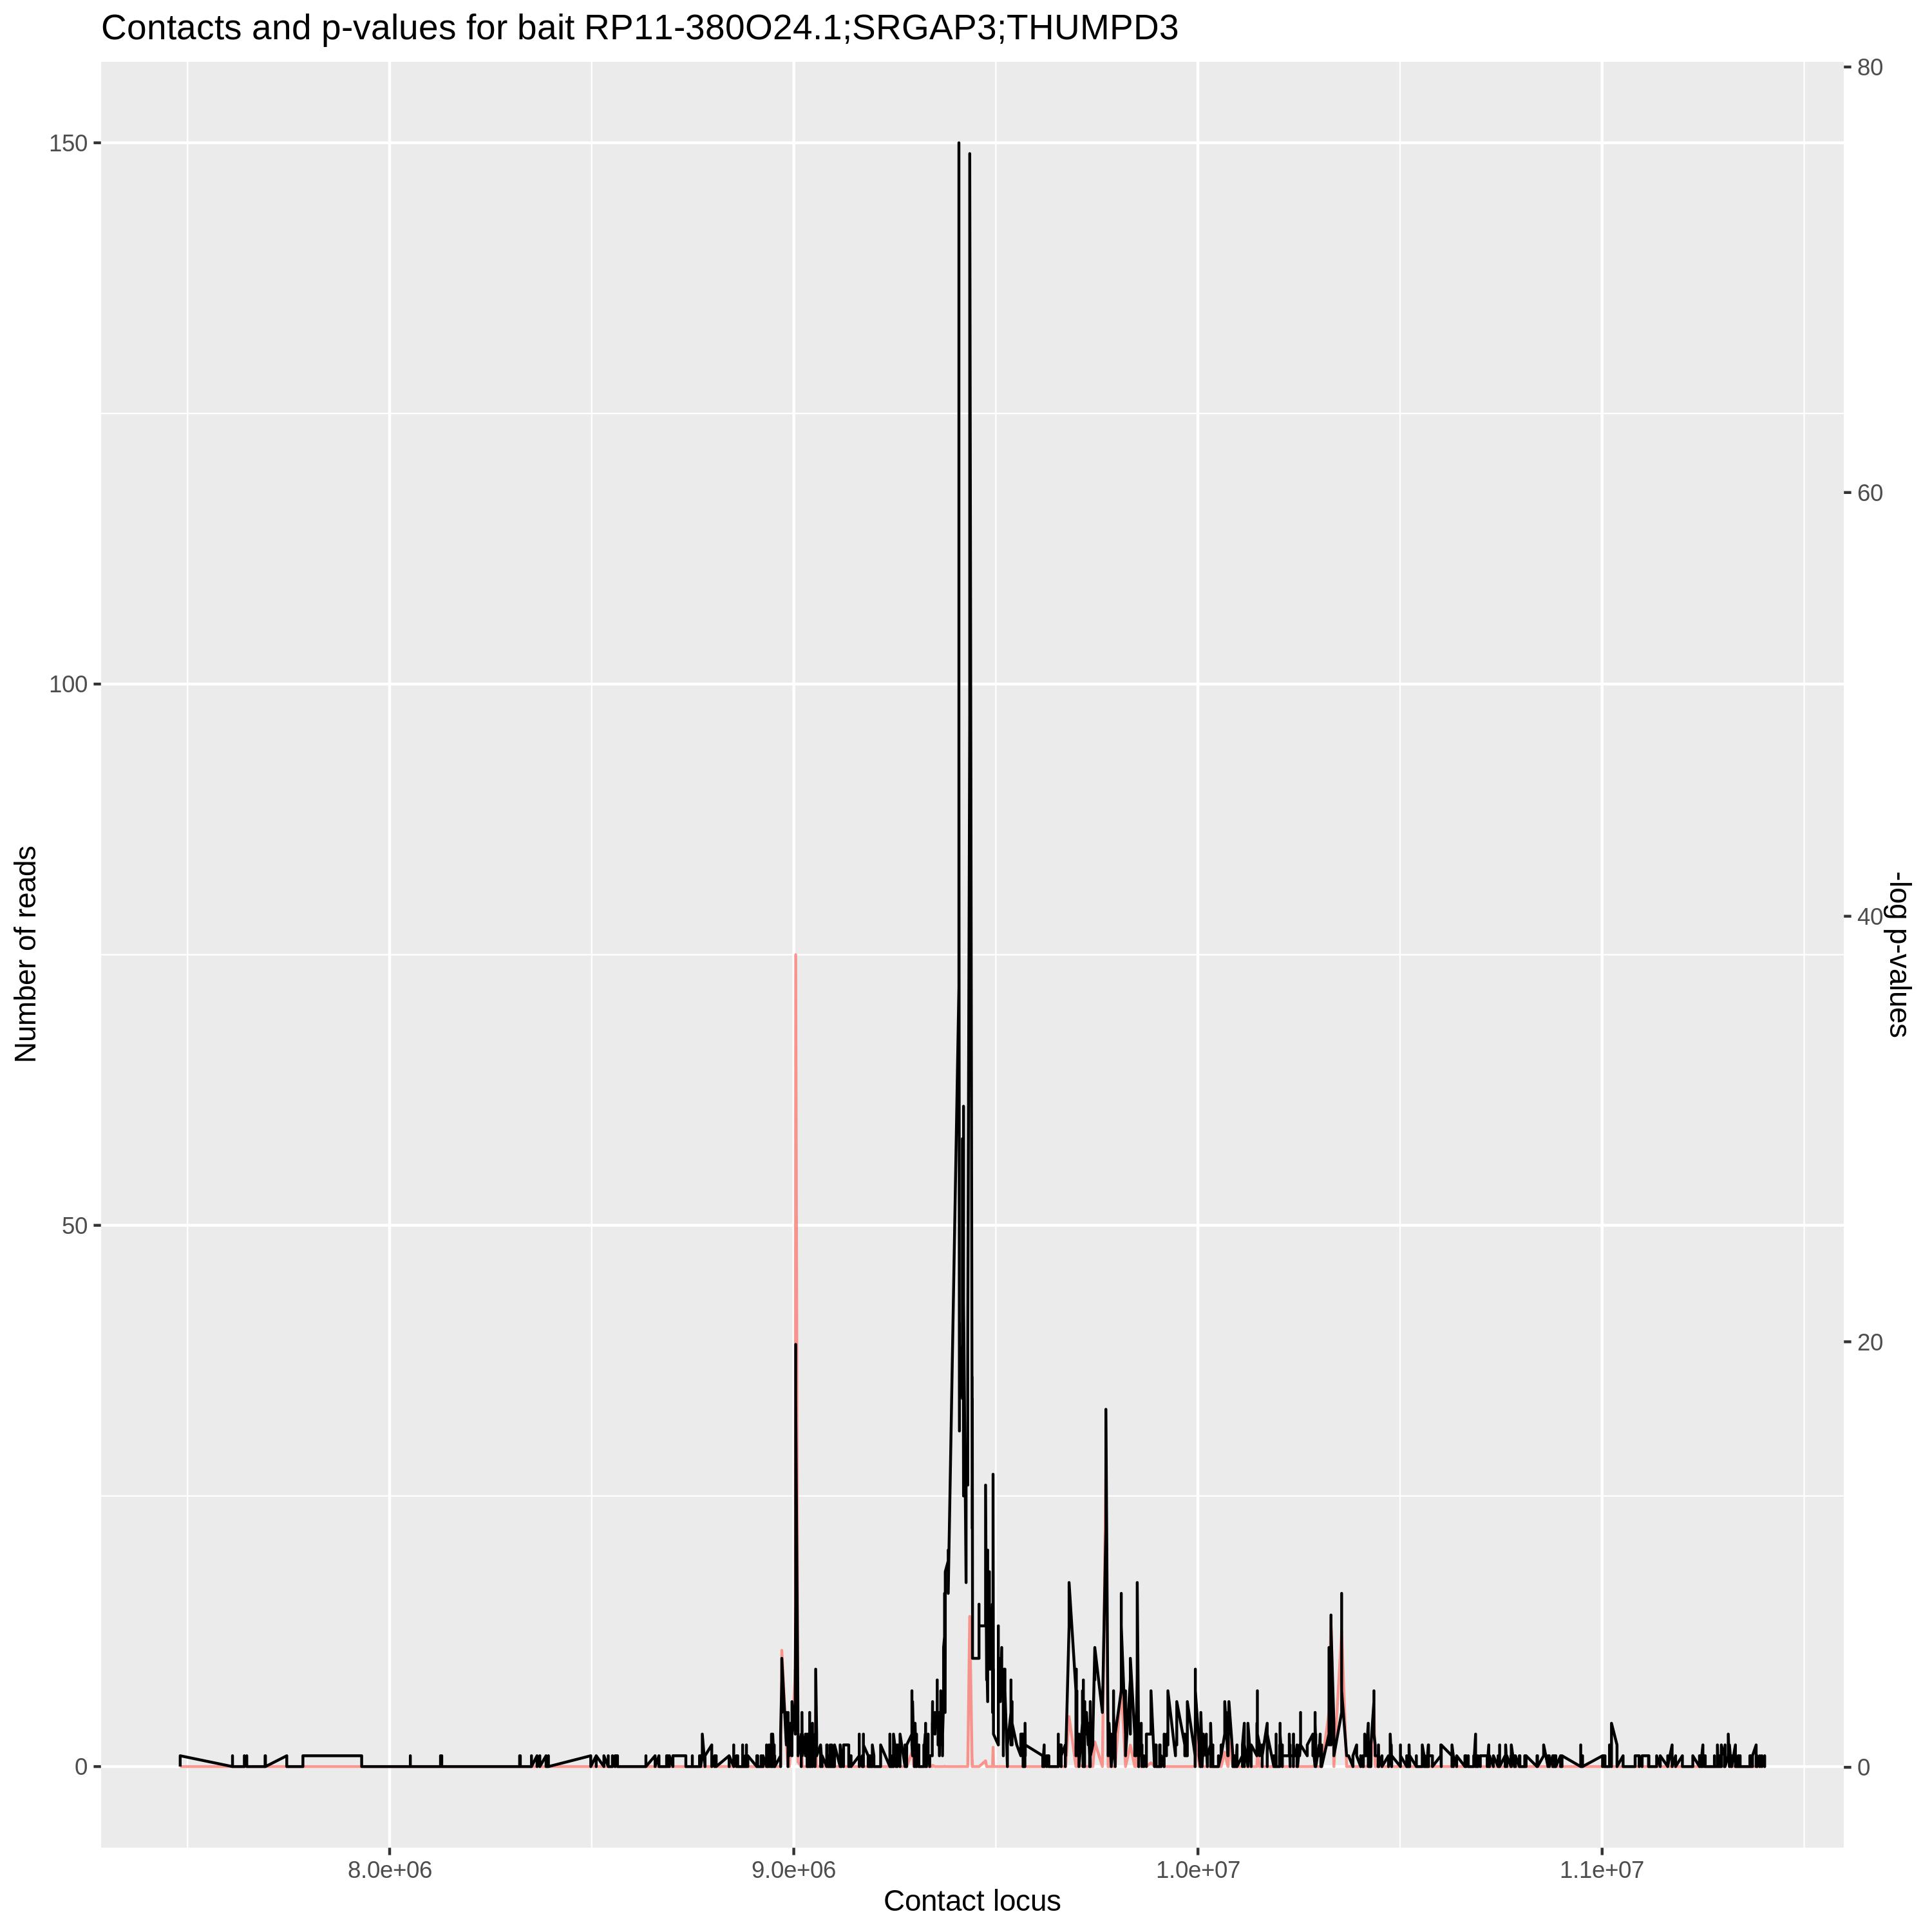 Contacts and p-values for bait RP11-380O24.1;SRGAP3;THUMPD3
150
100
50
0
Number of reads
80
60
40
20
0
-log p-values
8.0e+06
9.0e+06
1.0e+07
1.1e+07
Contact locus